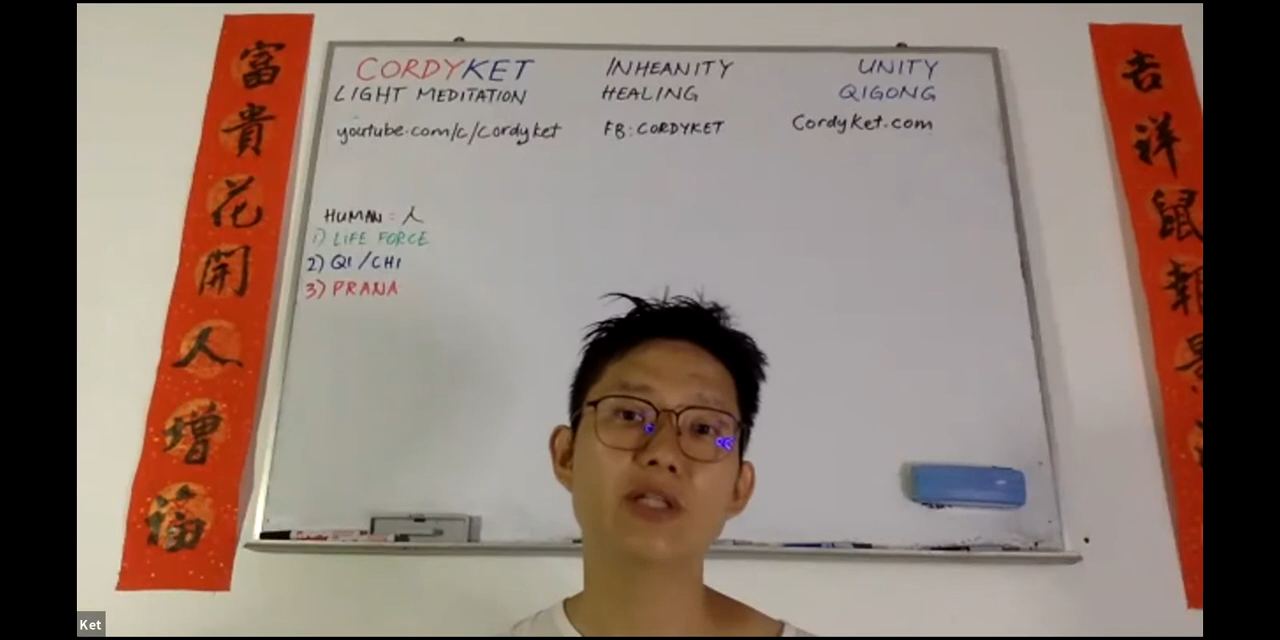 富貴花開人增福
CORDYKET
LIGHT MEDITATION
youtube.com/c/cordyket
INHEANITY
HEALING
FB: CORDYKET
UNITY
QIGONG
Cordyket.com
HUMAN : 人
1) LIFE FORCE
2) QI / CHI
3) PRANA
吉祥鼠報
Ket